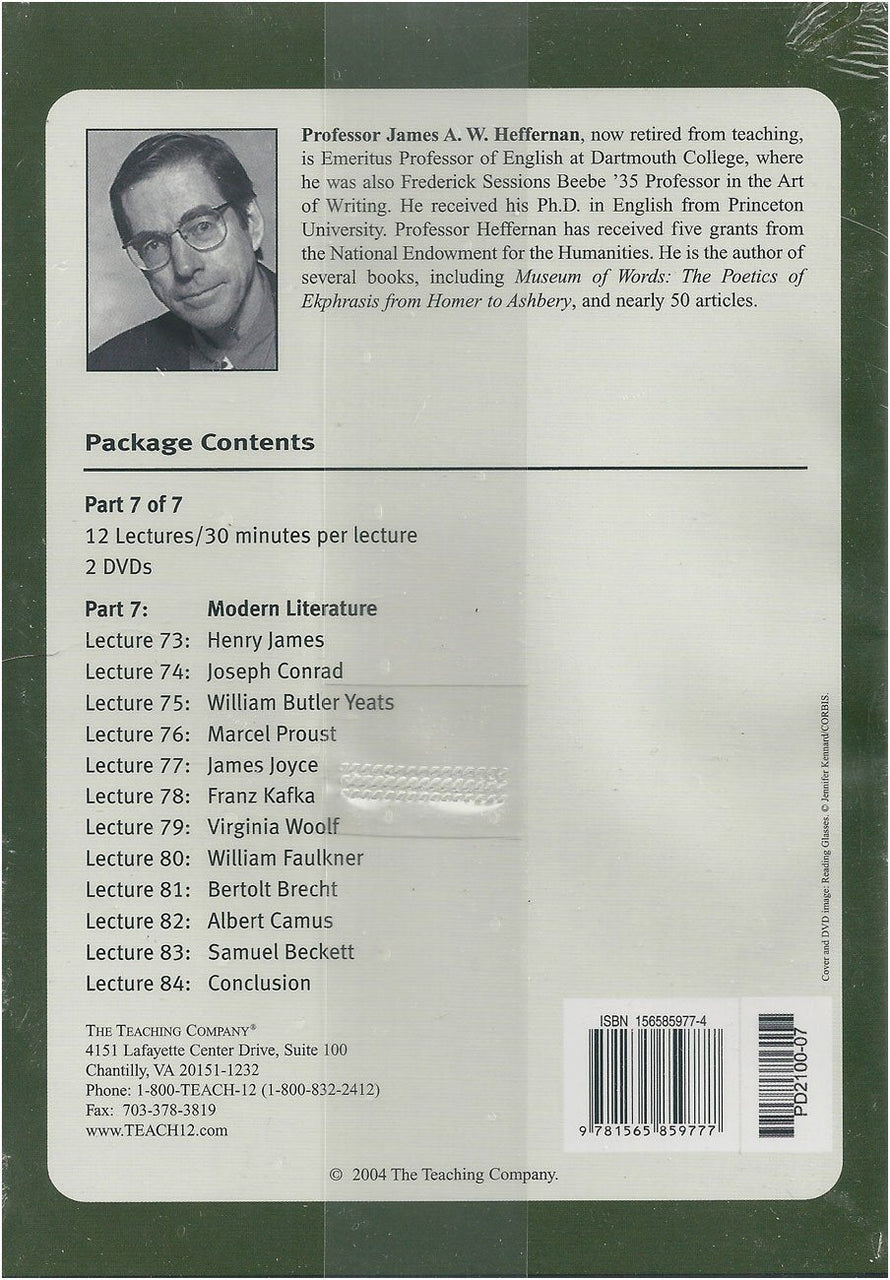 Professor James A. W. Heffernan, now retired from teaching,
is Emeritus Professor of English at Dartmouth College, where
he was also Frederick Sessions Beebe ’35 Professor in the Art
of Writing. He received his Ph.D. in English from Princeton
University. Professor Heffernan has received five grants from
the National Endowment for the Humanities. He is the author of
several books, including Museum of Words: The Poetics of
Ekphrasis from Homer to Ashbery, and nearly 50 articles.
Package Contents
Part 7 of 7
12 Lectures/30 minutes per lecture
2 DVDs
Part 7: Modern Literature
Lecture 73: Henry James
Lecture 74: Joseph Conrad
Lecture 75: William Butler Yeats
Lecture 76: Marcel Proust
Lecture 77: James Joyce
Lecture 78: Franz Kafka
Lecture 79: Virginia Woolf
Lecture 80: William Faulkner
Lecture 81: Bertolt Brecht
Lecture 82: Albert Camus
Lecture 83: Samuel Beckett
Lecture 84: Conclusion
Cover and DVD image: Reading Glasses. © Jennifer Kennard/CORBIS.
THE TEACHING COMPANY®
4151 Lafayette Center Drive, Suite 100
Chantilly, VA 20151-1232
Phone: 1-800-TEACH-12 (1-800-832-2412)
Fax: 703-378-3819
www.TEACH12.com
ISBN 156585977-4
9 781565 859777
PD2100-07
© 2004 The Teaching Company.